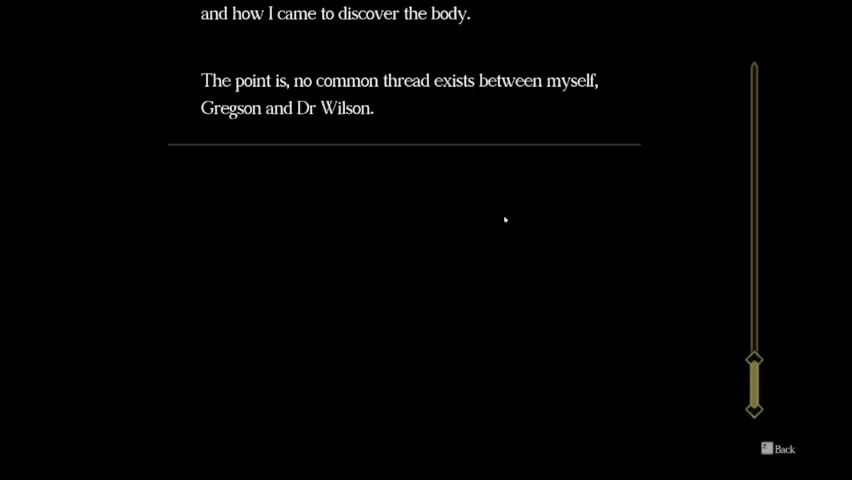 and how I came to discover the body.
The point is, no common thread exists between myself,
Gregson and Dr Wilson.
Z
Back